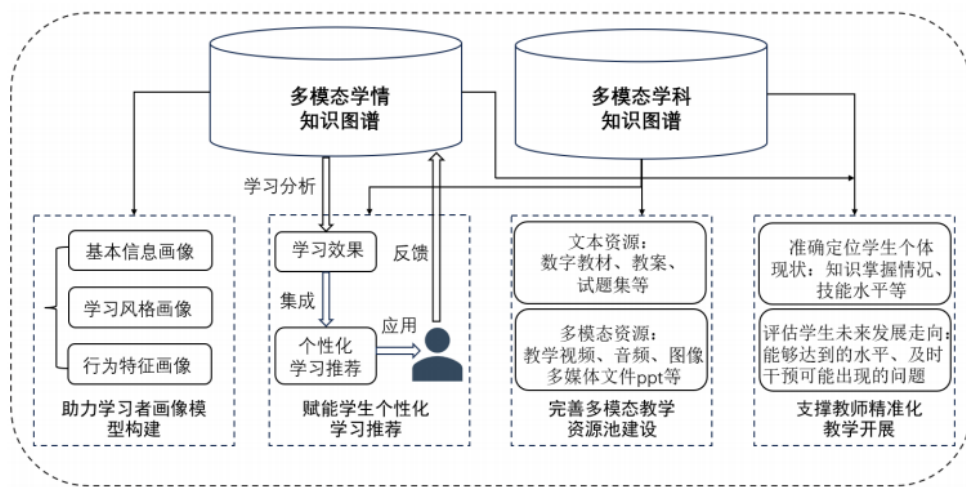 多模态学情
知识图谱
多模态学科
知识图谱
学习分析
基本信息画像
学习风格画像
行为特征画像
助力学习者画像模
型构建
学习效果
反馈
集成
应用
个性化
学习推荐
赋能学生个性化
学习推荐
文本资源：
数字教材、教案、
试题集等
多模态资源：
教学视频、音频、图像
多媒体文件ppt等
完善多模态教学
资源池建设
准确定位学生个体
现状：知识掌握情况、
技能水平等
评估学生未来发展走向：
能够达到的水平、及时
干预可能出现的问题
支撑教师精准化
教学开展